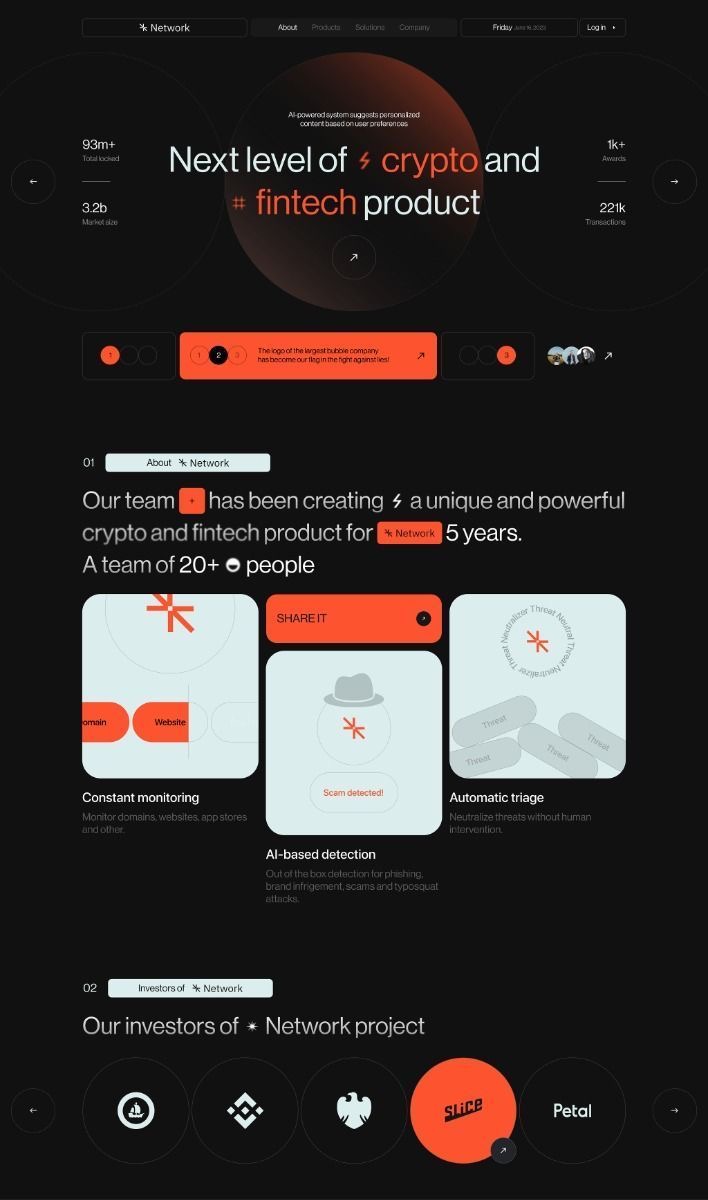 Network
About Products Solutions Company
Friday June 16, 2023
Log in
AI-powered system suggests personalized
content based on user preferences
93m+
Total locked
3.2b
Market size
Next level of crypto and
# fintech product
1k+
Awards
221k
Transactions
1
1 2 3
The logo of the largest bubble company
has become our flag in the fight against lies!
3
01
About Network
Our team has been creating a unique and powerful
crypto and fintech product for Network 5 years.
A team of 20+ people
omain
Website
SHARE IT
Scam detected!
Threat Neutralizer Threat Neutral Threat Neutralizer
Threat
Threat
Threat
Threat
Constant monitoring
Monitor domains, websites, app stores
and other.
AI-based detection
Out of the box detection for phishing,
brand infrigement, scams and typosquat
attacks.
Automatic triage
Neutralize threats without human
intervention.
02
Investors of Network
Our investors of Network project
SLICE
Petal